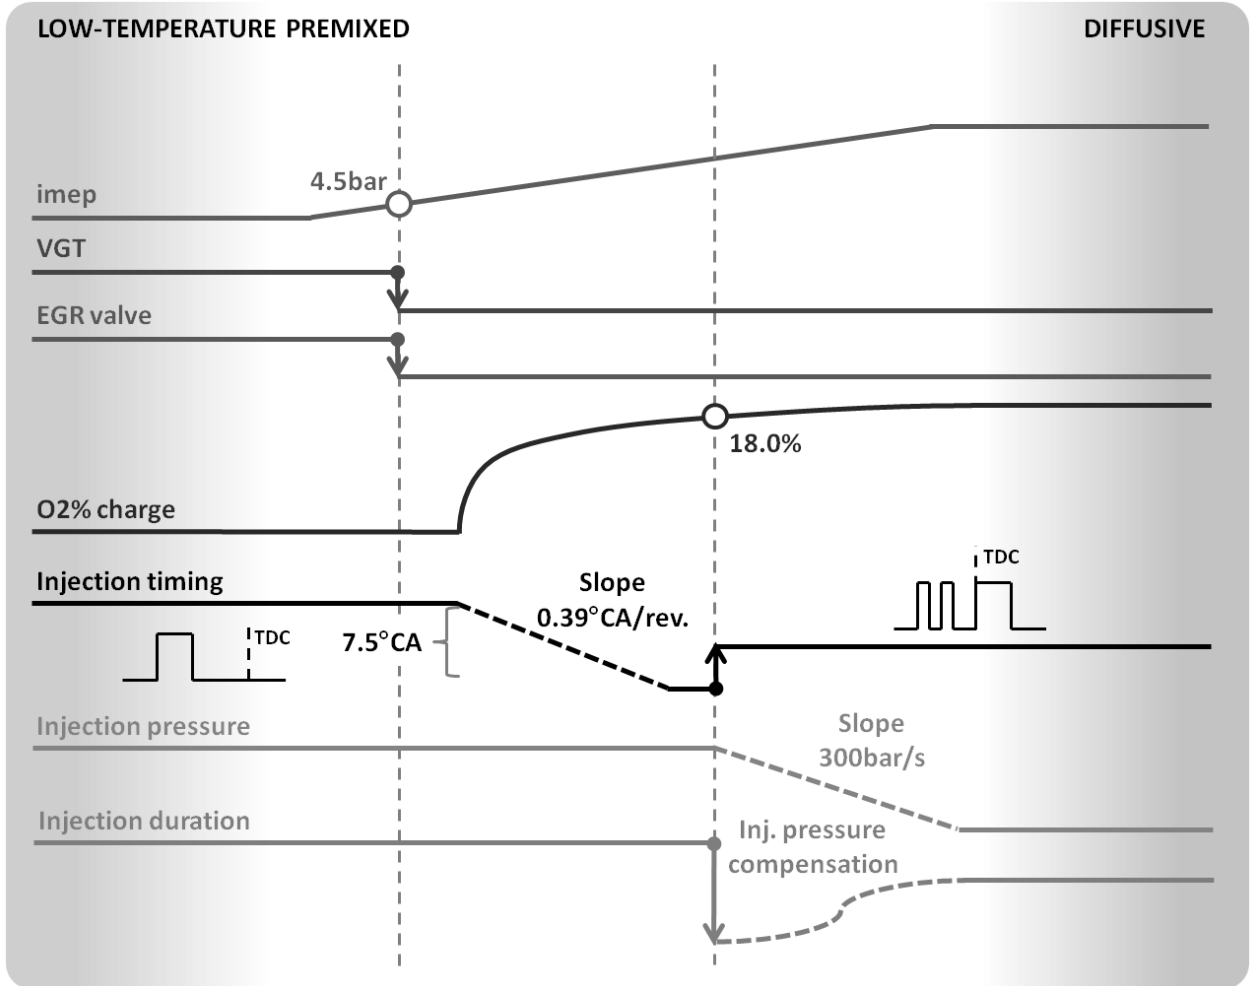 LOW-TEMPERATURE PREMIXED
DIFFUSIVE
4.5bar
imep
VGT
EGR valve
18.0%
O2% charge
TDC
Injection timing
Slope
0.39°CA/rev.
7.5°CA
TDC
Injection pressure
Slope
300bar/s
Injection duration
Inj. pressure
compensation